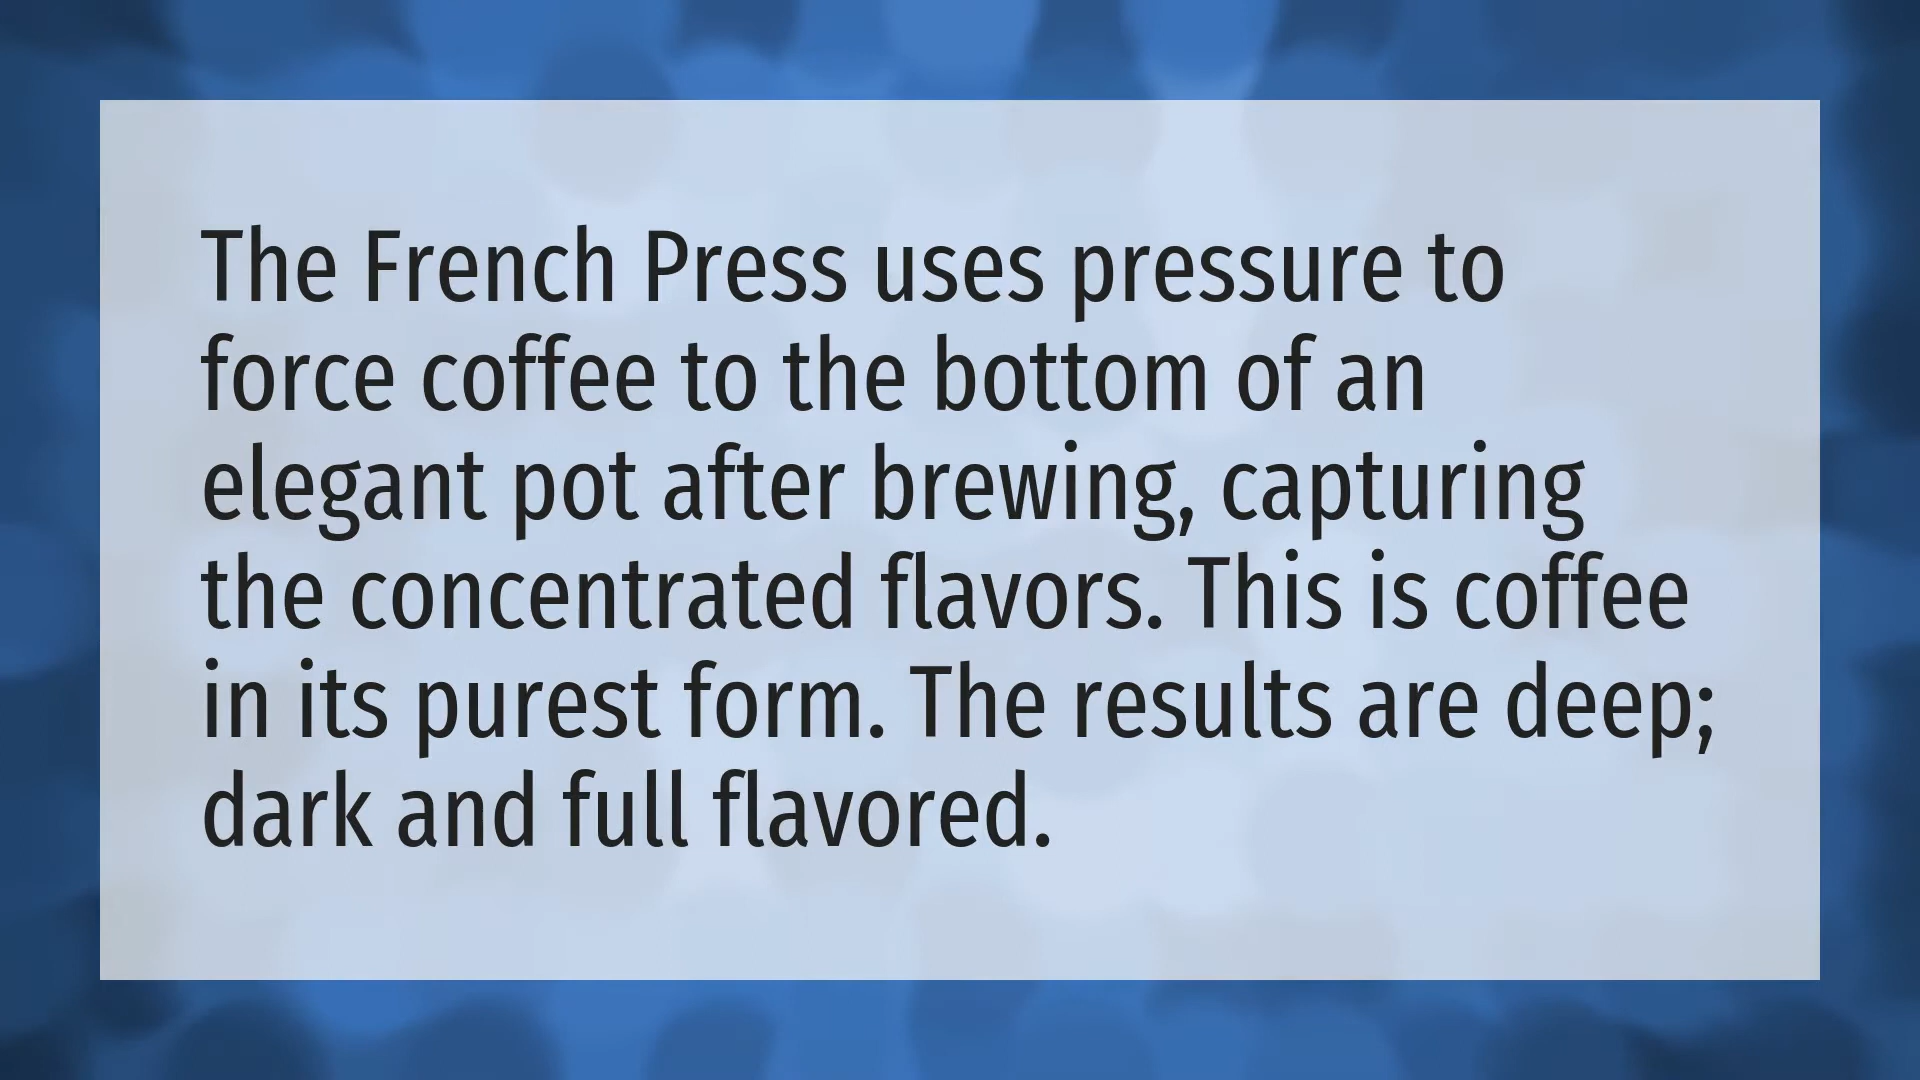 The French Press uses pressure to
force coffee to the bottom of an
elegant pot after brewing, capturing
the concentrated flavors. This is coffee
in its purest form. The results are deep;
dark and full flavored.